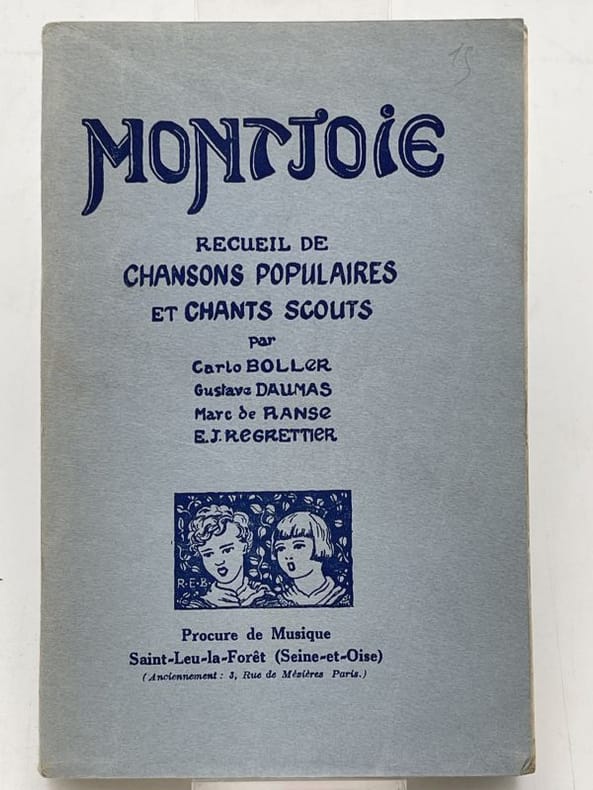 15
MONTJOIE
RECUEIL DE
CHANSONS POPULAIRES
ET CHANTS SCOUTS
par
Carlo BOLLER
Gustave DAUMAS
Marc de RANSE
E.J. REGRETTIER
R.E.B.
Procure de Musique
Saint-Leu-la-Forêt (Seine-et-Oise)
(Anciennement : 3, Rue de Mézières Paris.)